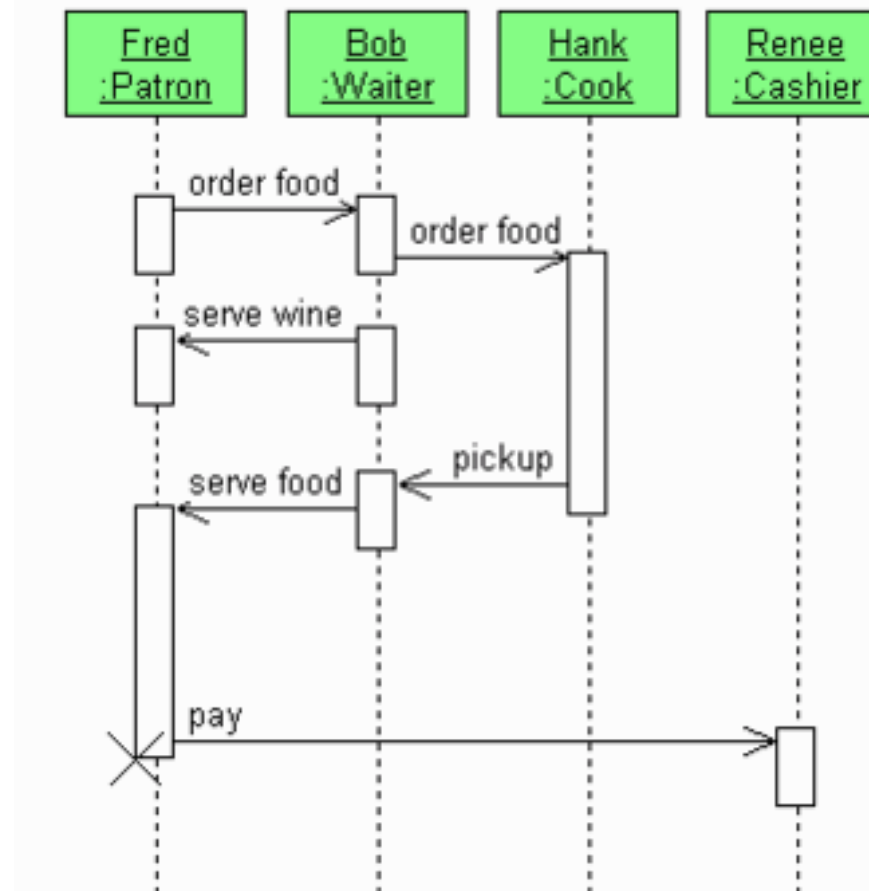 Fred
:Patron
Bob
:Waiter
Hank
:Cook
Renee
:Cashier
order food
order food
serve wine
pickup
serve food
pay